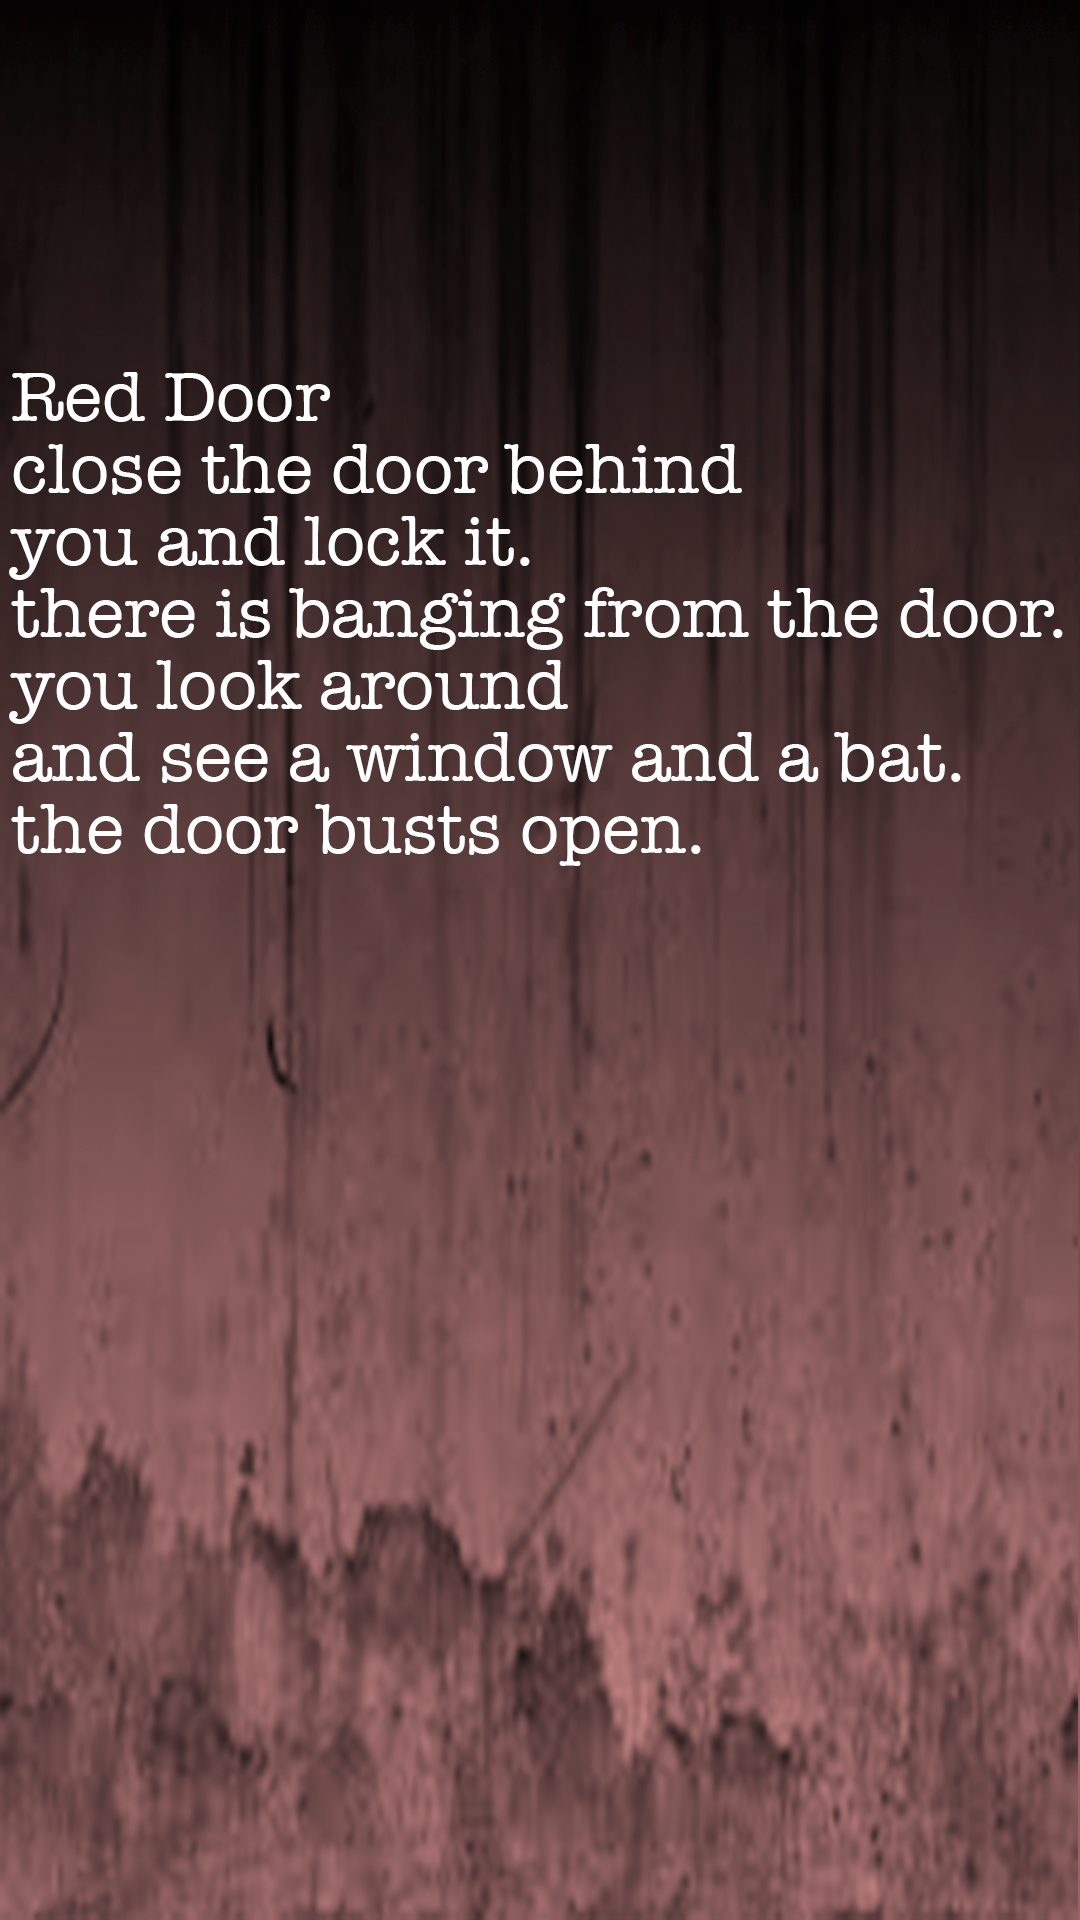 Red Door
close the door behind
you and lock it.
there is banging from the door.
you look around
and see a window and a bat.
the door busts open.